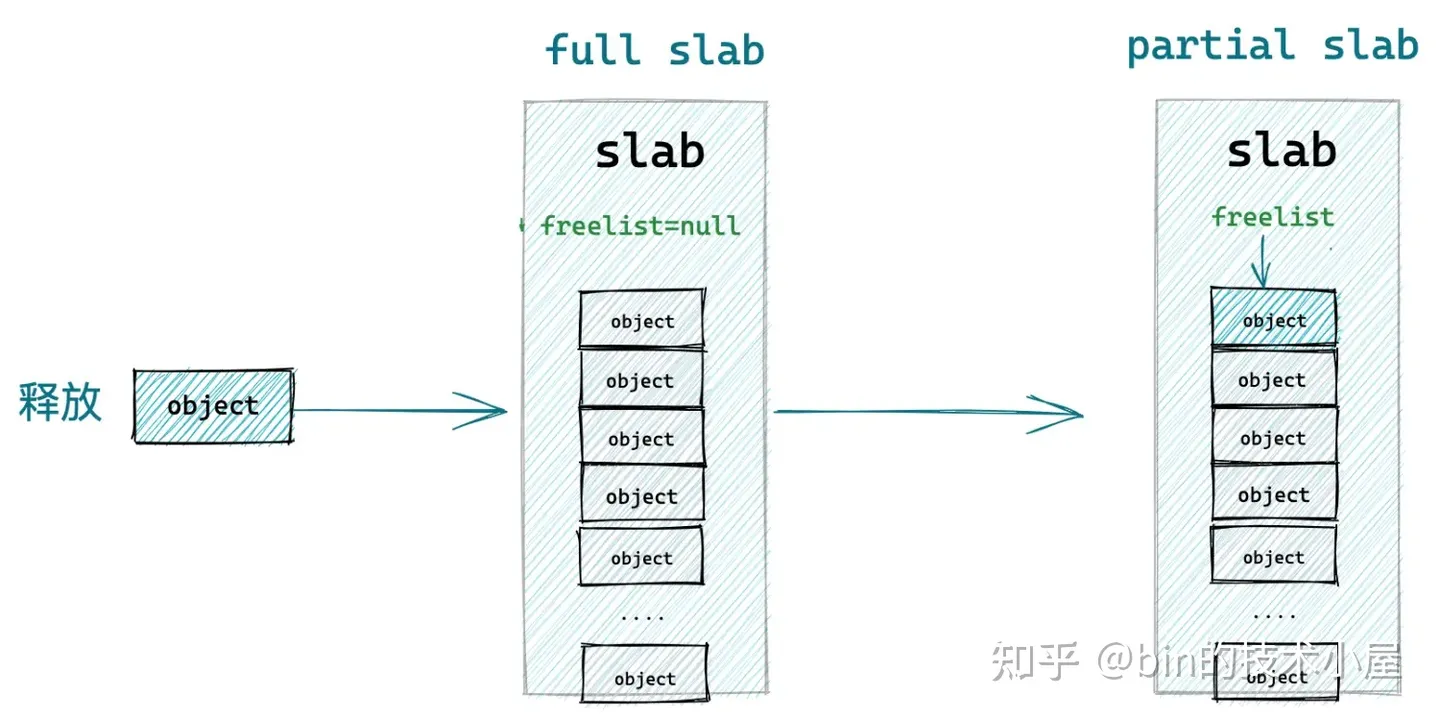 full slab
partial slab
slab
slab
freelist=null
freelist
object
object
object
object
释放
object
object
object
object
object
object
object
....
....
object
object
知乎 @bin的技术小屋